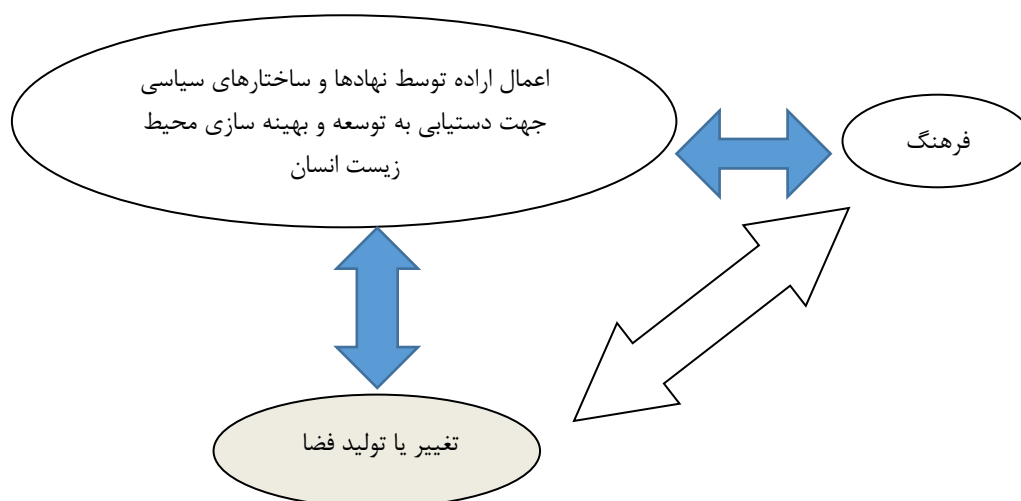 اعمال اراده توسط نهادها و ساختارهای سیاسی
جهت دستیابی به توسعه و بهینه سازی محیط
زیست انسان
فرهنگ
تغییر یا تولید فضا